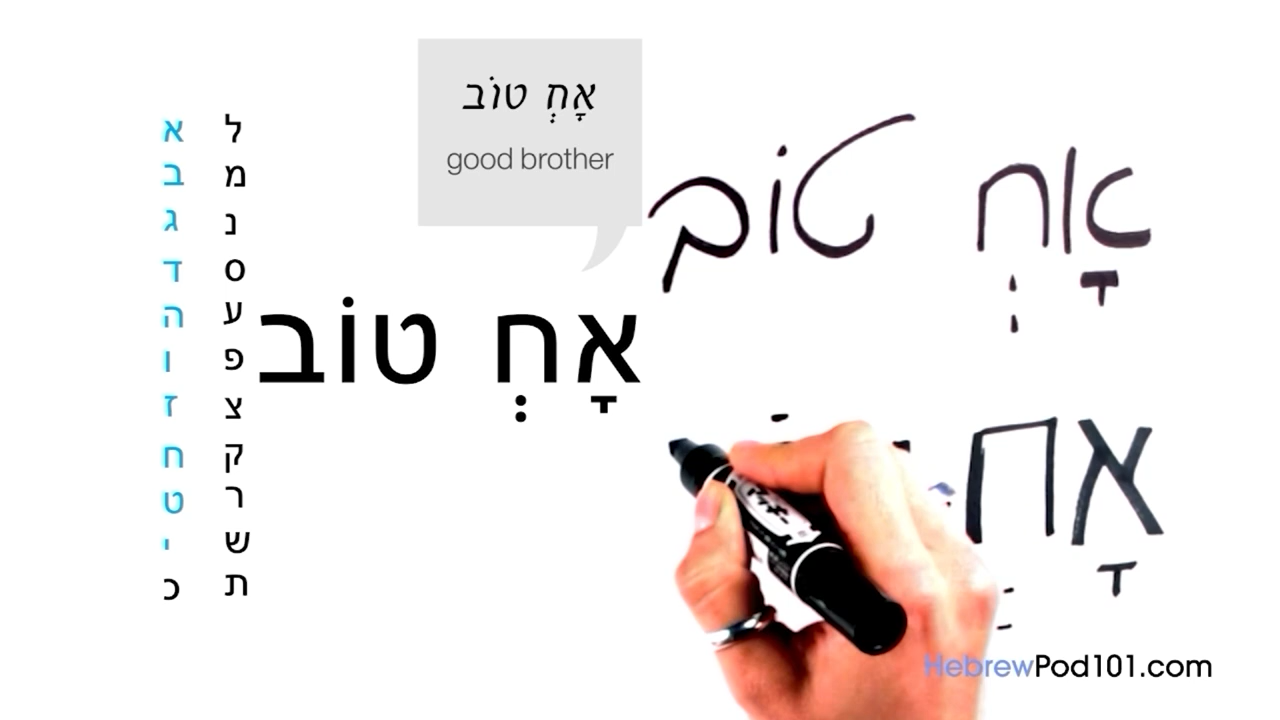 אָחְ טוֹב
good brother
א
ב
ג
ד
ה
ו
ז
ח
ט
י
כ
ל
מ
נ
ס
ע
פ
צ
ק
ר
ש
ת
אָחְ טוֹב
אָחְ טוֹב
אָח
HebrewPod101.com